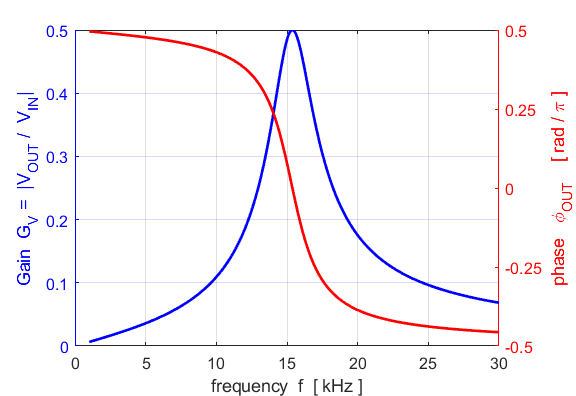 0.5
0.4
0.3
0.2
0.1
0
Gain G_V = |V_OUT / V_IN|
0.5
0.25
0
-0.25
-0.5
phase ϕ_OUT [ rad / π ]
0 5 10 15 20 25 30
frequency f [ kHz ]